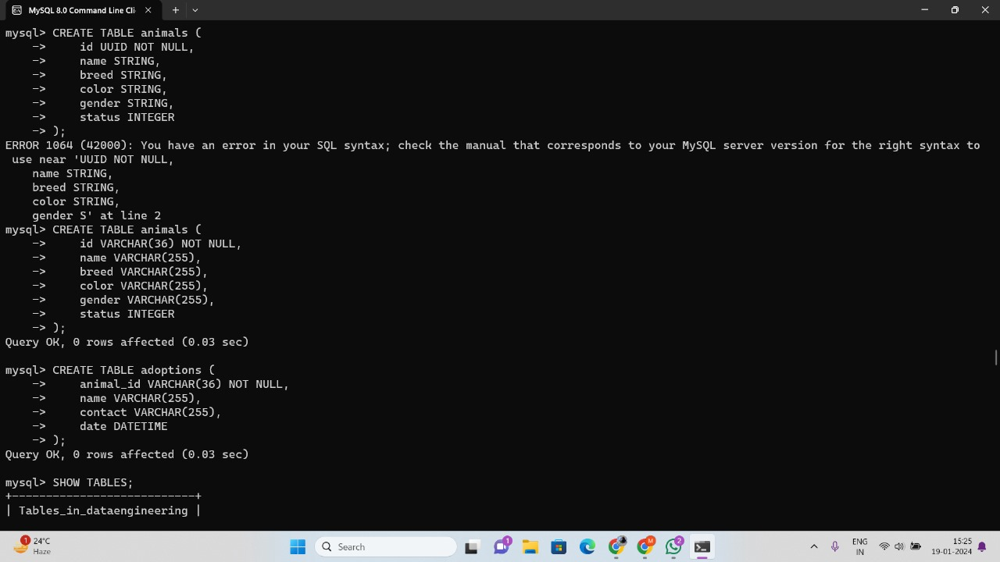 MySQL 8.0 Command Line Cli
mysql> CREATE TABLE animals (
    ->     id UUID NOT NULL,
    ->     name STRING,
    ->     breed STRING,
    ->     color STRING,
    ->     gender STRING,
    ->     status INTEGER
    -> );
ERROR 1064 (42000): You have an error in your SQL syntax; check the manual that corresponds to your MySQL server version for the right syntax to
 use near 'UUID NOT NULL,
    name STRING,
    breed STRING,
    color STRING,
    gender S' at line 2
mysql> CREATE TABLE animals (
    ->     id VARCHAR(36) NOT NULL,
    ->     name VARCHAR(255),
    ->     breed VARCHAR(255),
    ->     color VARCHAR(255),
    ->     gender VARCHAR(255),
    ->     status INTEGER
    -> );
Query OK, 0 rows affected (0.03 sec)
mysql> CREATE TABLE adoptions (
    ->     animal_id VARCHAR(36) NOT NULL,
    ->     name VARCHAR(255),
    ->     contact VARCHAR(255),
    ->     date DATETIME
    -> );
Query OK, 0 rows affected (0.03 sec)
mysql> SHOW TABLES;
+---------------------------+
| Tables_in_dataengineering |
1
24°C
Haze
Search
1
M
2
ENG
IN
15:25
19-01-2024